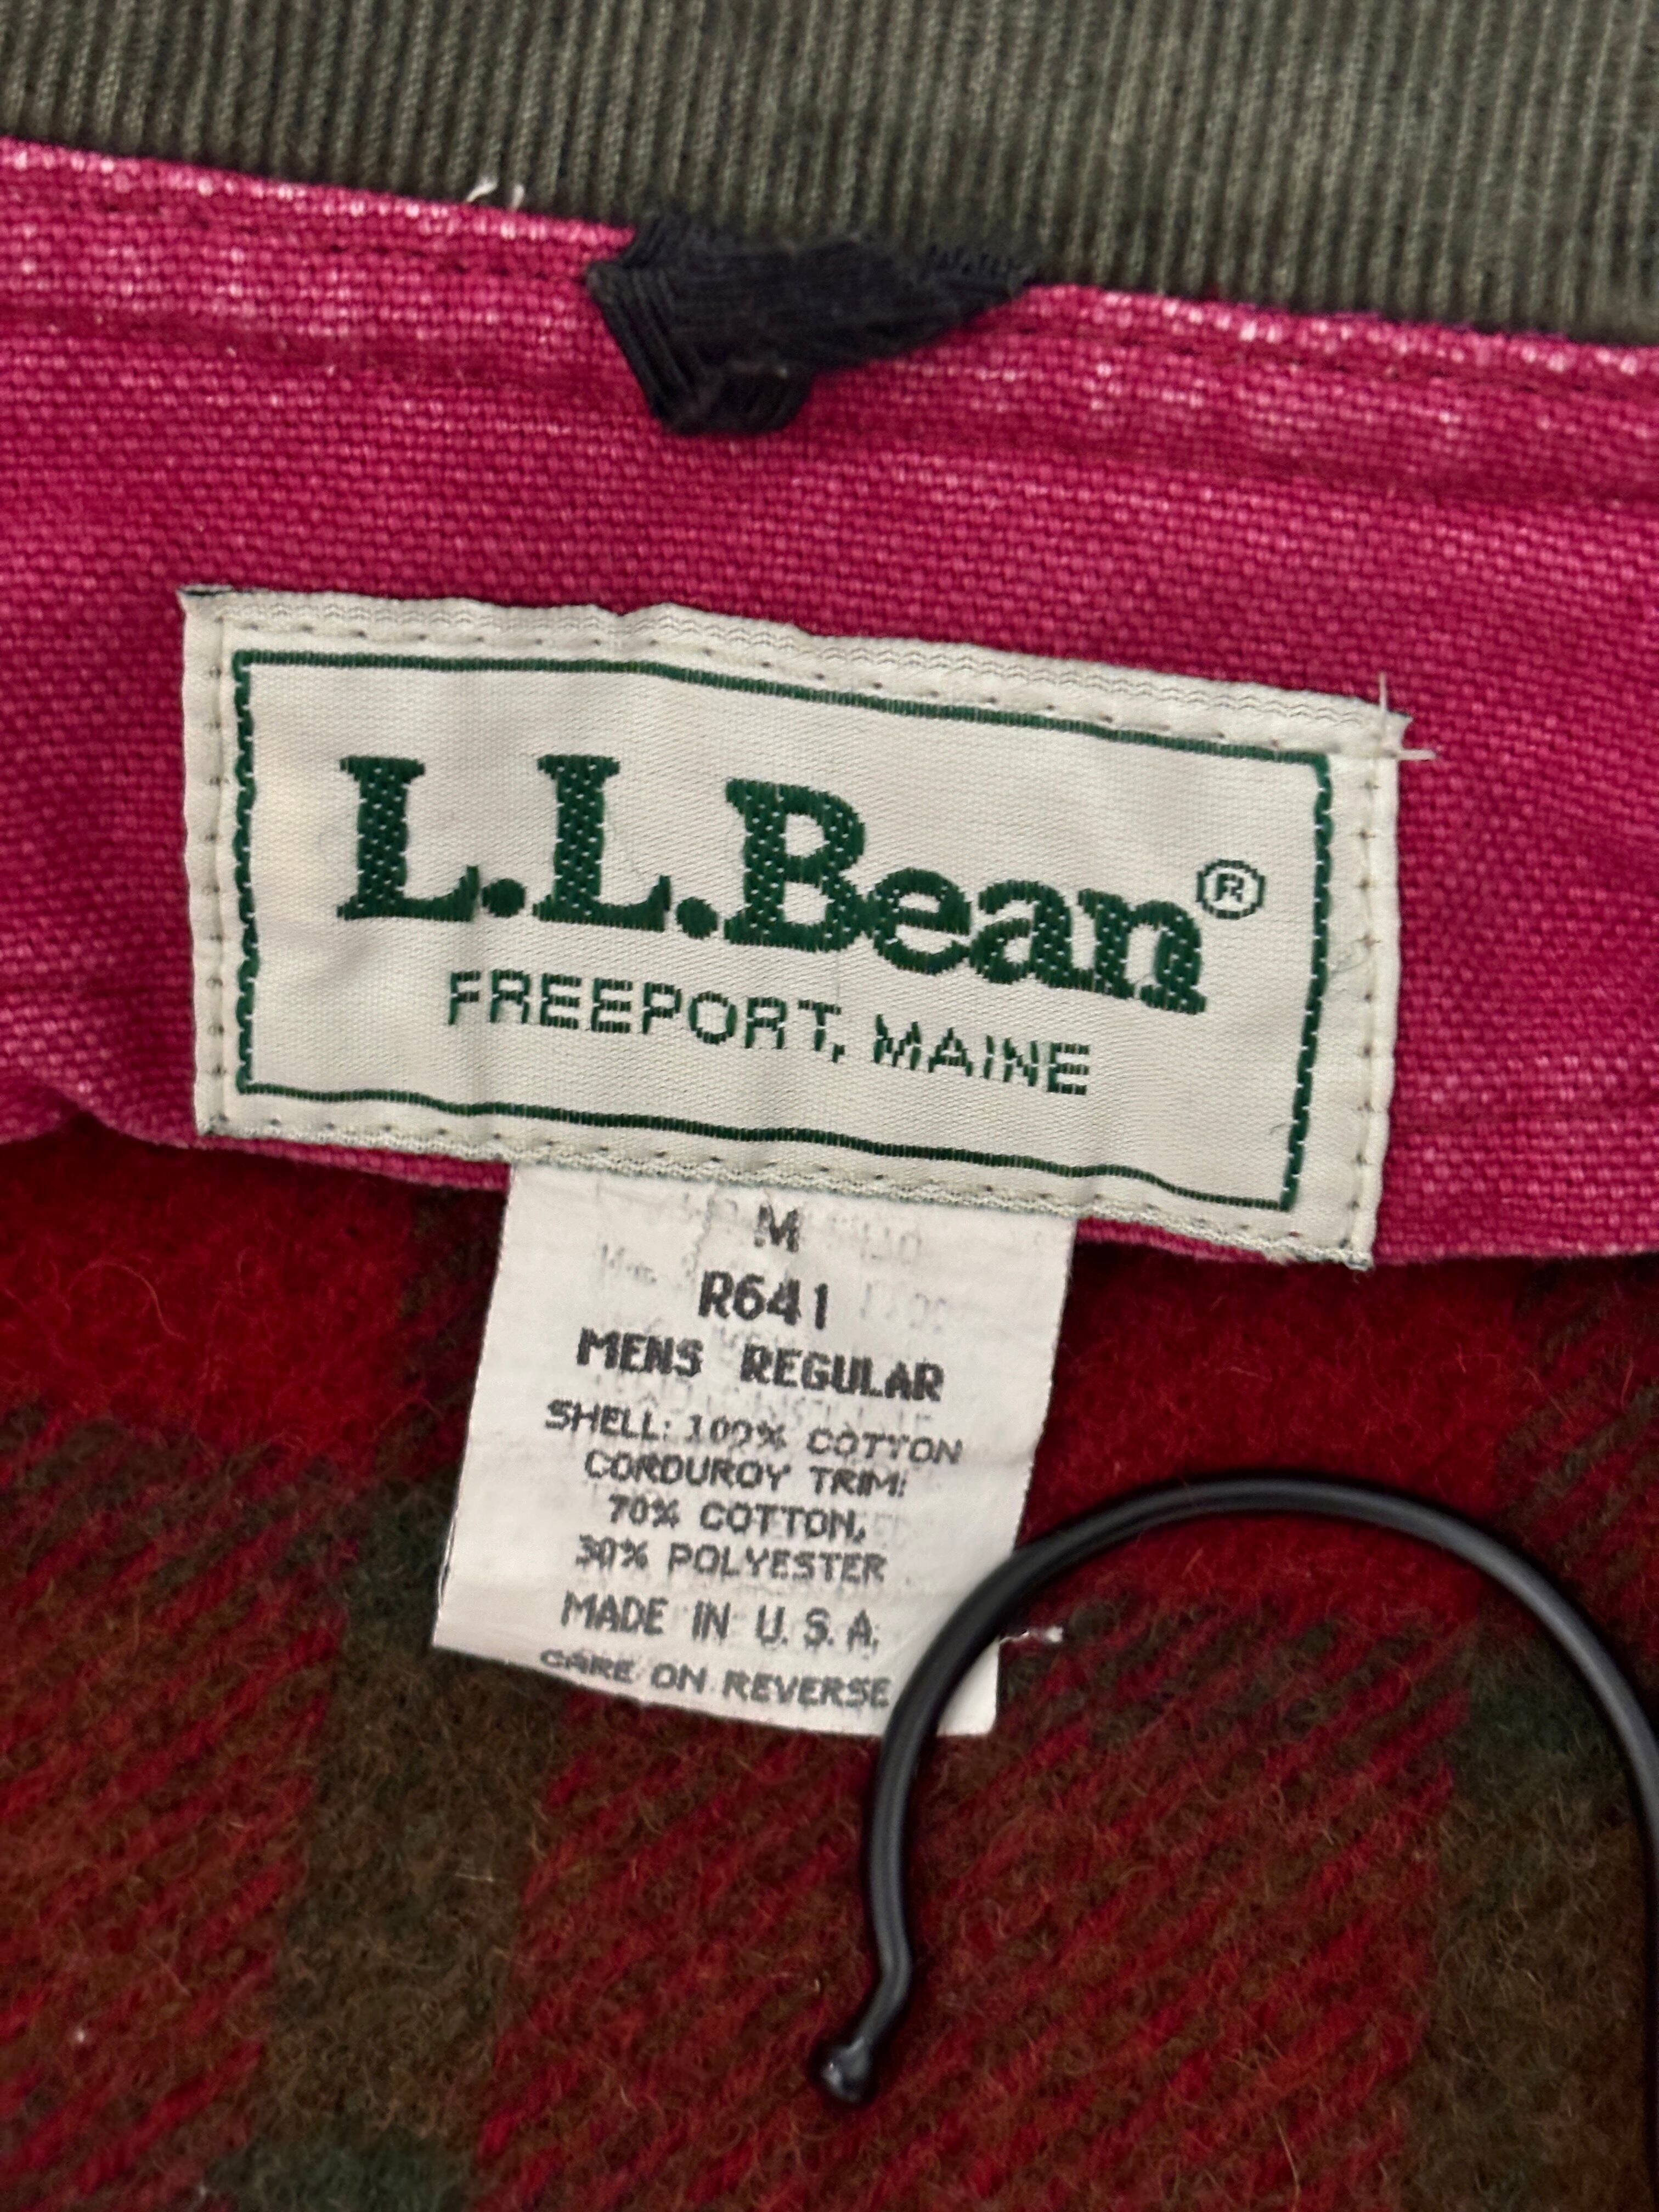 L.L.Bean®
FREEPORT, MAINE
M
R641
MENS REGULAR
SHELL: 100% COTTON
CORDUROY TRIM:
70% COTTON,
30% POLYESTER
MADE IN U.S.A.
CARE ON REVERSE